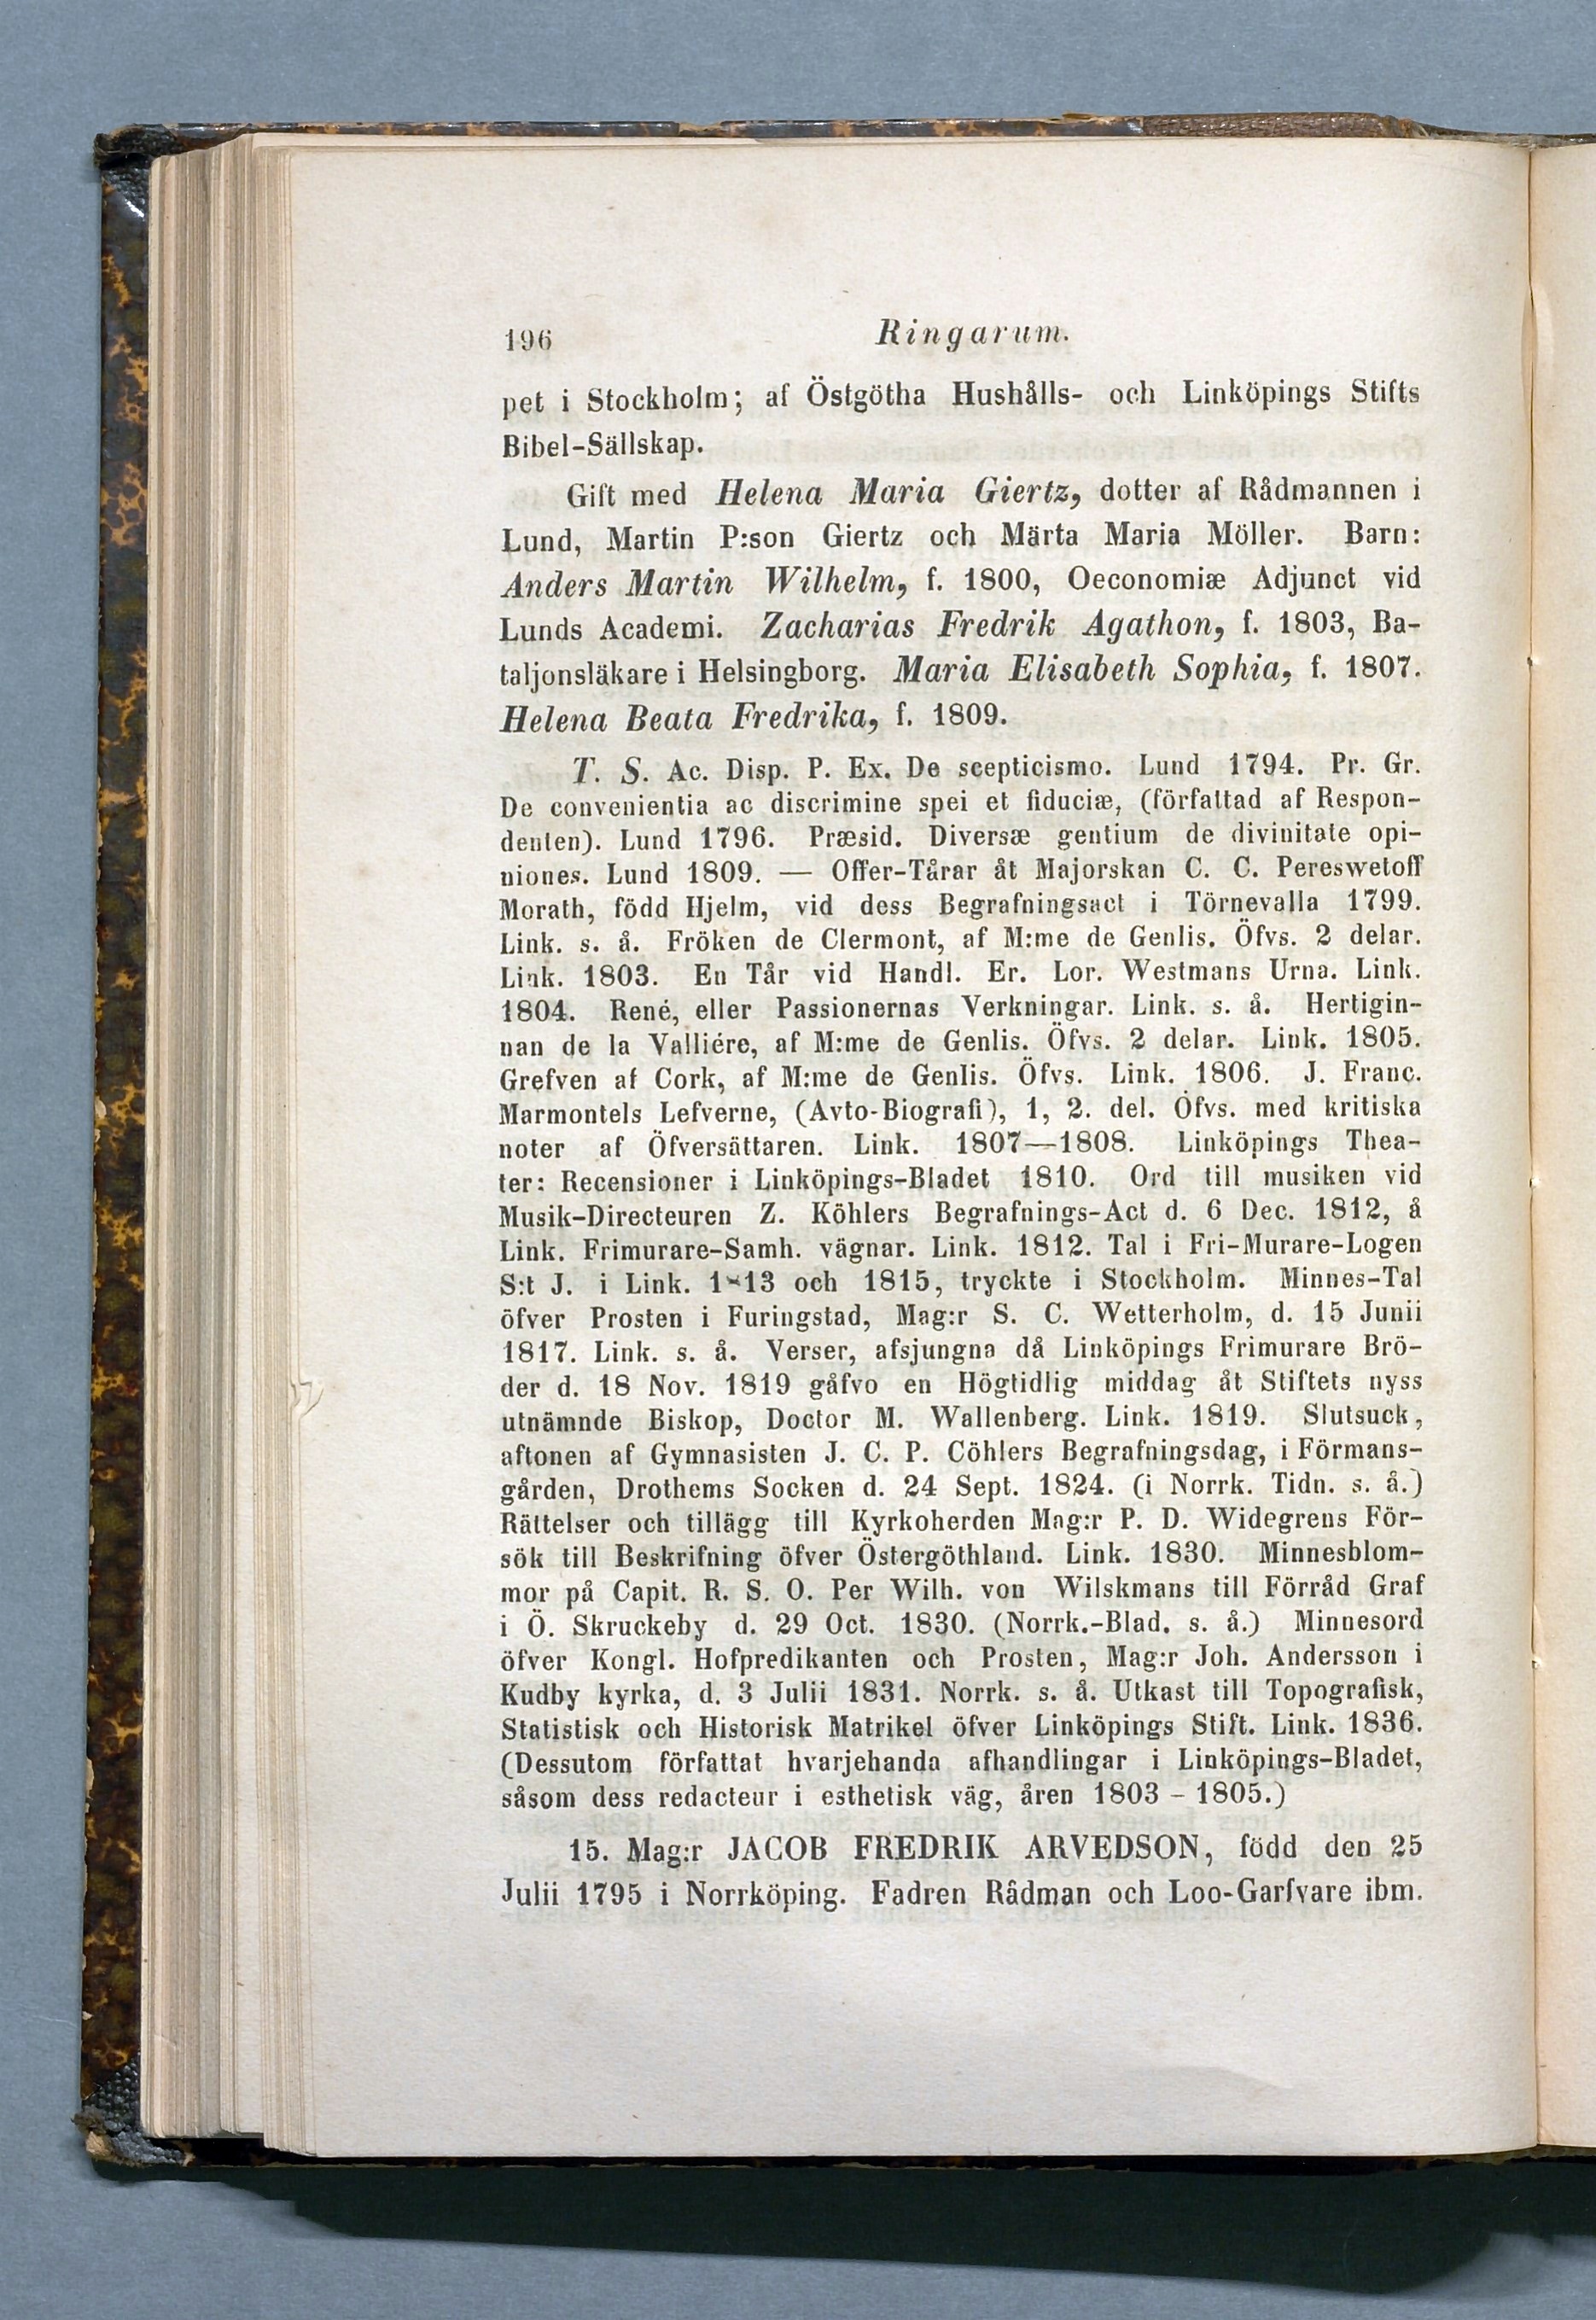 196 Ringarum.
pet i Stockholm; af Östgötha Hushålls- och Linköpings Stifts
Bibel-Sällskap.
Gift med Helena Maria Giertz, dotter af Rådmannen i
Lund, Martin P:son Giertz och Märta Maria Möller. Barn:
Anders Martin Wilhelm, f. 1800, Oeconomiæ Adjunct vid
Lunds Academi. Zacharias Fredrik Agathon, f. 1803, Ba-
taljonsläkare i Helsingborg. Maria Elisabeth Sophia, f. 1807.
Helena Beata Fredrika, f. 1809.
T. S. Ac. Disp. P. Ex. De scepticismo. Lund 1794. Pr. Gr.
De convenientia ac discrimine spei et fiduciæ, (författad af Respon-
denten). Lund 1796. Præsid. Diversæ gentium de divinitate opi-
niones. Lund 1809. — Offer-Tårar åt Majorskan C. C. Pereswetoff
Morath, född Hjelm, vid dess Begrafningsact i Törnevalla 1799.
Link. s. å. Fröken de Clermont, af M:me de Genlis. Öfvs. 2 delar.
Link. 1803. En Tår vid Handl. Er. Lor. Westmans Urna. Link.
1804. René, eller Passionernas Verkningar. Link. s. å. Hertigin-
nan de la Valliére, af M:me de Genlis. Öfvs. 2 delar. Link. 1805.
Grefven af Cork, af M:me de Genlis. Öfvs. Link. 1806. J. Franc.
Marmontels Lefverne, (Avto-Biografi), 1, 2. del. Öfvs. med kritiska
noter af Öfversättaren. Link. 1807—1808. Linköpings Thea-
ter: Recensioner i Linköpings-Bladet 1810. Ord till musiken vid
Musik-Directeuren Z. Köhlers Begrafnings-Act d. 6 Dec. 1812, å
Link. Frimurare-Samh. vägnar. Link. 1812. Tal i Fri-Murare-Logen
S:t J. i Link. 1813 och 1815, tryckte i Stockholm. Minnes-Tal
öfver Prosten i Furingstad, Mag:r S. C. Wetterholm, d. 15 Junii
1817. Link. s. å. Verser, afsjungna då Linköpings Frimurare Brö-
der d. 18 Nov. 1819 gåfvo en Högtidlig middag åt Stiftets nyss
utnämnde Biskop, Doctor M. Wallenberg. Link. 1819. Slutsuck,
aftonen af Gymnasisten J. C. P. Cöhlers Begrafningsdag, i Förmans-
gården, Drothems Socken d. 24 Sept. 1824. (i Norrk. Tidn. s. å.)
Rättelser och tillägg till Kyrkoherden Mag:r P. D. Widegrens För-
sök till Beskrifning öfver Östergöthland. Link. 1830. Minnesblom-
mor på Capit. R. S. O. Per Wilh. von Wilskmans till Förråd Graf
i Ö. Skruckeby d. 29 Oct. 1830. (Norrk.-Blad. s. å.) Minnesord
öfver Kongl. Hofpredikanten och Prosten, Mag:r Joh. Andersson i
Kudby kyrka, d. 3 Julii 1831. Norrk. s. å. Utkast till Topografisk,
Statistisk och Historisk Matrikel öfver Linköpings Stift. Link. 1836.
(Dessutom författat hvarjehanda afhandlingar i Linköpings-Bladet,
såsom dess redacteur i esthetisk väg, åren 1803 - 1805.)
15. Mag:r JACOB FREDRIK ARVEDSON, född den 25
Julii 1795 i Norrköping. Fadren Rådman och Loo-Garfvare ibm.